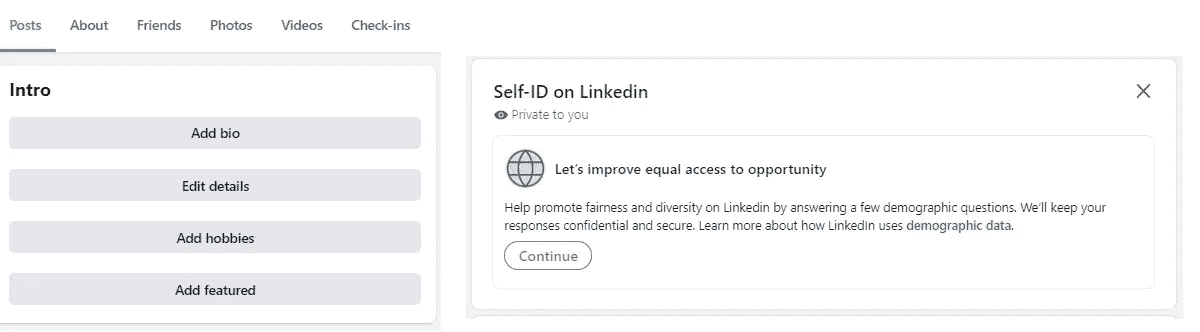 Posts About Friends Photos Videos Check-ins
Intro
Add bio
Edit details
Add hobbies
Add featured
Self-ID on Linkedin
Private to you
Let's improve equal access to opportunity
Help promote fairness and diversity on Linkedin by answering a few demographic questions. We'll keep your
responses confidential and secure. Learn more about how LinkedIn uses demographic data.
Continue